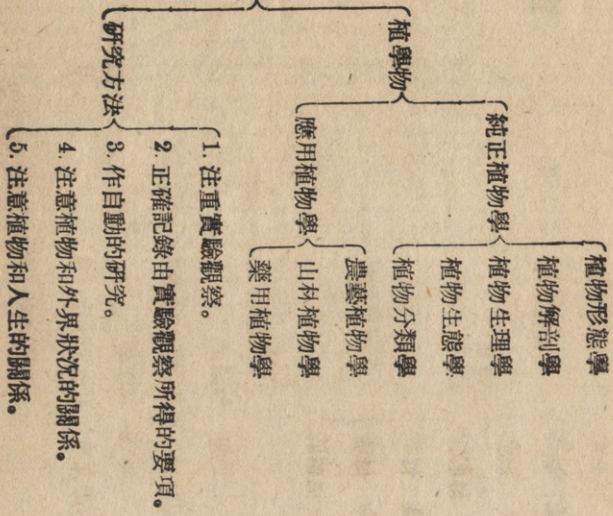 植學物
純正植物學
植物形態學
植物解剖學
植物生理學
植物生態學
植物分類學
應用植物學
農藝植物學
山村植物學
藥用植物學
研究方法
1. 注重實驗觀察。
2. 正確記錄由實驗觀察所得的要項。
3. 作自動的研究。
4. 注意植物和外界狀況的關係。
5. 注意植物和人生的關係。